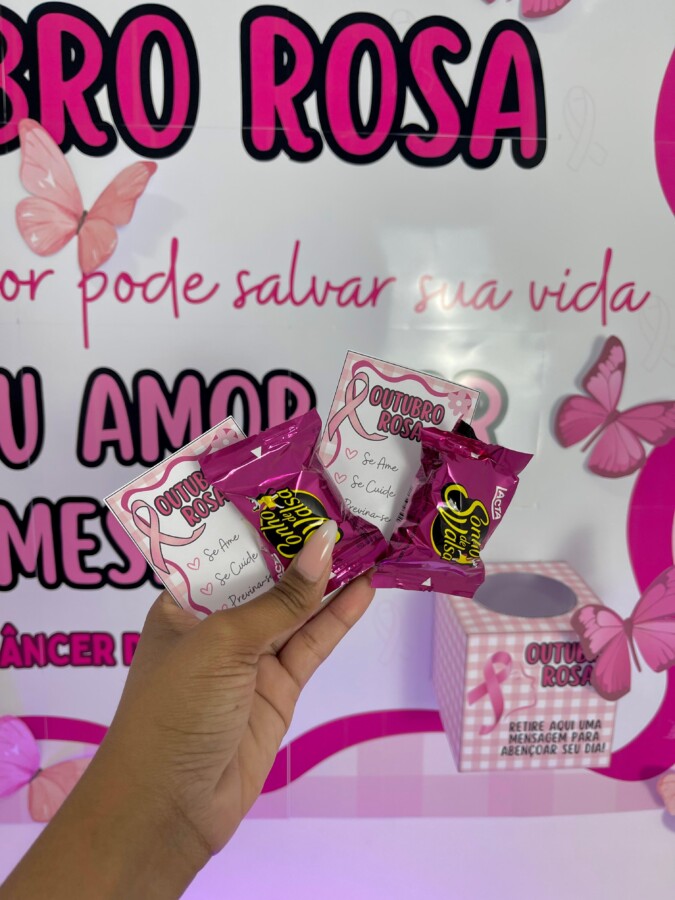 BRO ROSA
or pode salvar sua vida
U AMOR
MES
ÂNCER D
OUTUBRO
ROSA
Se Ame
Se Cuide
Previna-se
OUTUBRO
ROSA
Se Ame
Se Cuide
Previna-se
Sonho
de
Valsa
LACTA
Sonho
de
Valsa
OUTUBRO
ROSA
RETIRE AQUI UMA
MENSAGEM PARA
ABENÇOAR SEU DIA!